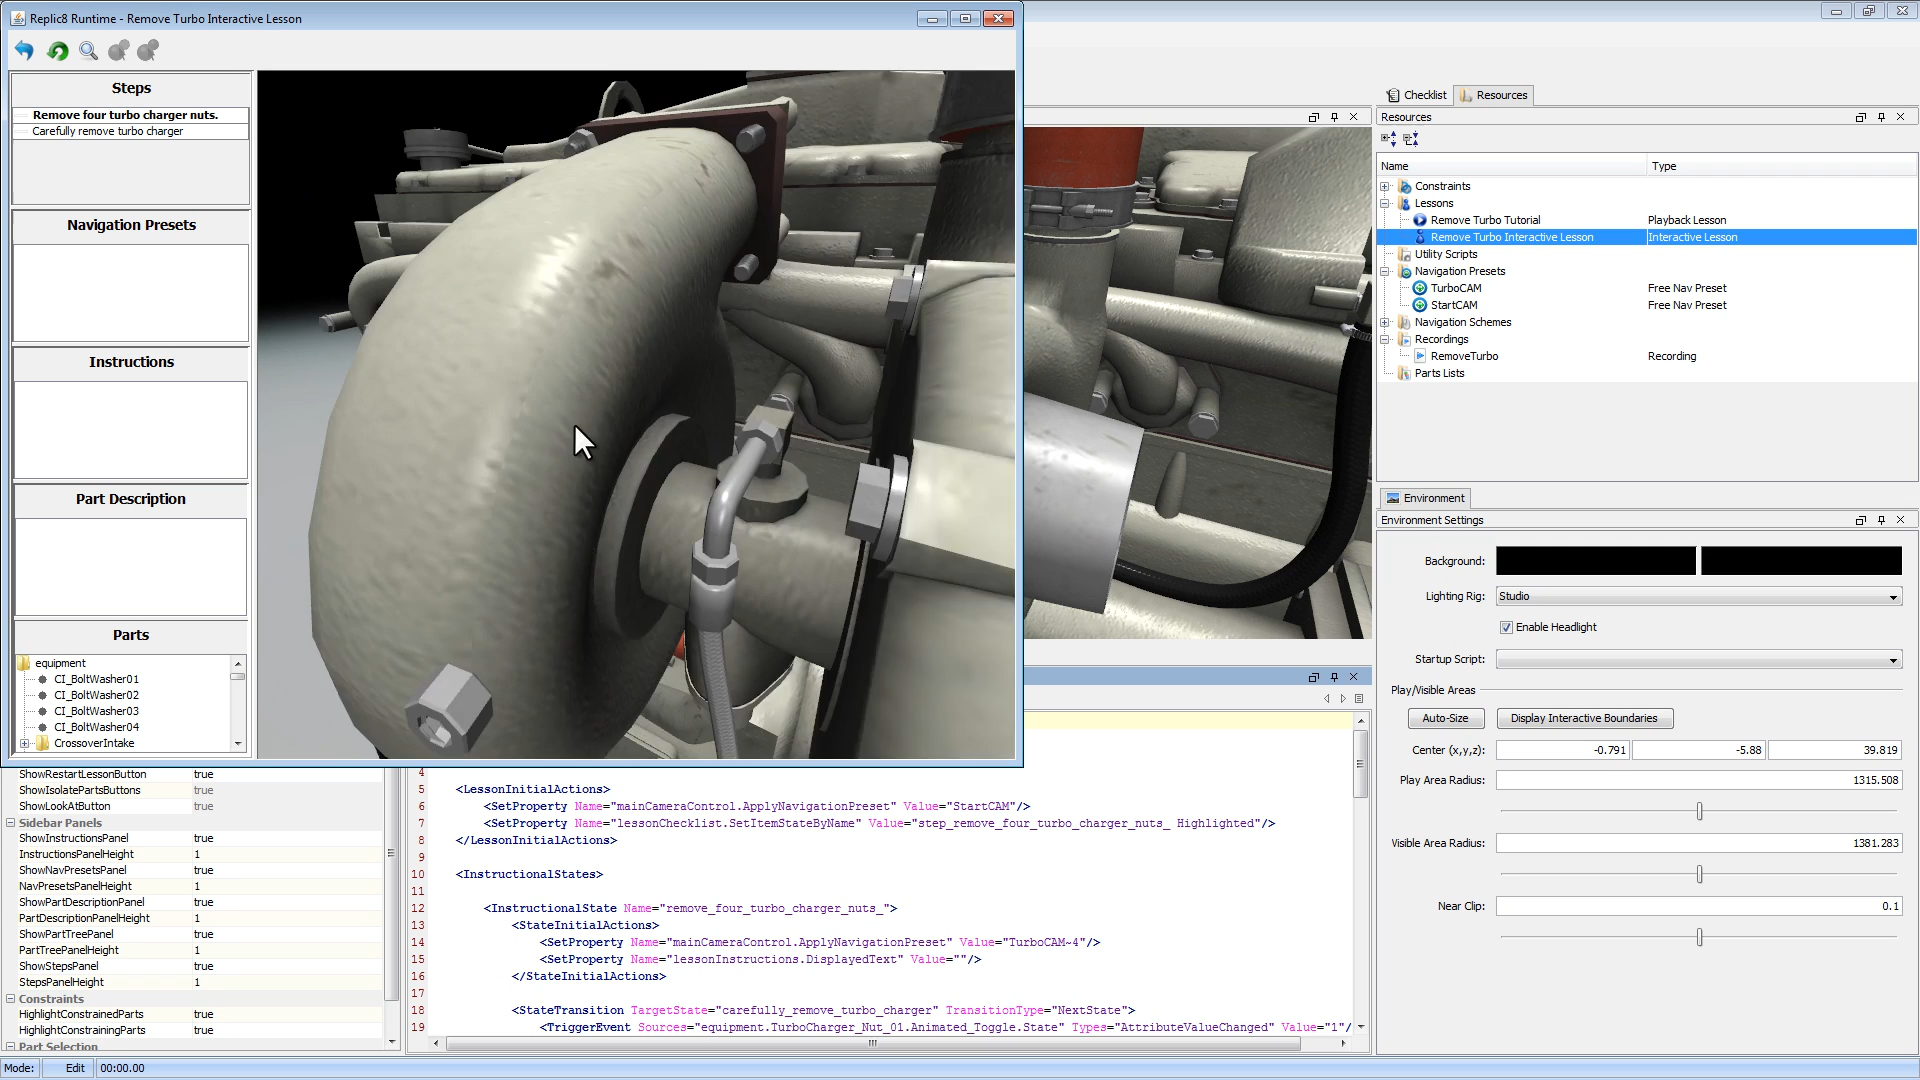 Replic8 Runtime - Remove Turbo Interactive Lesson
Steps
Remove four turbo charger nuts.
Carefully remove turbo charger
Navigation Presets
Instructions
Part Description
Parts
equipment
CI_BoltWasher01
CI_BoltWasher02
CI_BoltWasher03
CI_BoltWasher04
CrossoverIntake
ShowRestartLessonButton true
ShowIsolatePartsButtons true
ShowLookAtButton true
Sidebar Panels
ShowInstructionsPanel true
InstructionsPanelHeight 1
ShowNavPresetsPanel true
NavPresetsPanelHeight 1
ShowPartDescriptionPanel true
PartDescriptionPanelHeight 1
ShowPartTreePanel true
PartTreePanelHeight 1
ShowStepsPanel true
StepsPanelHeight 1
Constraints
HighlightConstrainedParts true
HighlightConstrainingParts true
Part Selection
4
5 <LessonInitialActions>
6 <SetProperty Name="mainCameraControl.ApplyNavigationPreset" Value="StartCAM"/>
7 <SetProperty Name="lessonChecklist.SetItemStateByName" Value="step_remove_four_turbo_charger_nuts_ Highlighted"/>
8 </LessonInitialActions>
9
10 <InstructionalStates>
11
12 <InstructionalState Name="remove_four_turbo_charger_nuts_">
13 <StateInitialActions>
14 <SetProperty Name="mainCameraControl.ApplyNavigationPreset" Value="TurboCAM~4"/>
15 <SetProperty Name="lessonInstructions.DisplayedText" Value=""/>
16 </StateInitialActions>
17
18 <StateTransition TargetState="carefully_remove_turbo_charger" TransitionType="NextState">
19 <TriggerEvent Sources="equipment.TurboCharger_Nut_01.Animated_Toggle.State" Types="AttributeValueChanged" Value="1"/
Checklist Resources
Resources
Name Type
Constraints
Lessons
Remove Turbo Tutorial Playback Lesson
Remove Turbo Interactive Lesson Interactive Lesson
Utility Scripts
Navigation Presets
TurboCAM Free Nav Preset
StartCAM Free Nav Preset
Navigation Schemes
Recordings
RemoveTurbo Recording
Parts Lists
Environment
Environment Settings
Background:
Lighting Rig: Studio
Enable Headlight
Startup Script:
Play/Visible Areas
Auto-Size Display Interactive Boundaries
Center (x,y,z): -0.791 -5.88 39.819
Play Area Radius: 1315.508
Visible Area Radius: 1381.283
Near Clip: 0.1
Mode: Edit 00:00.00